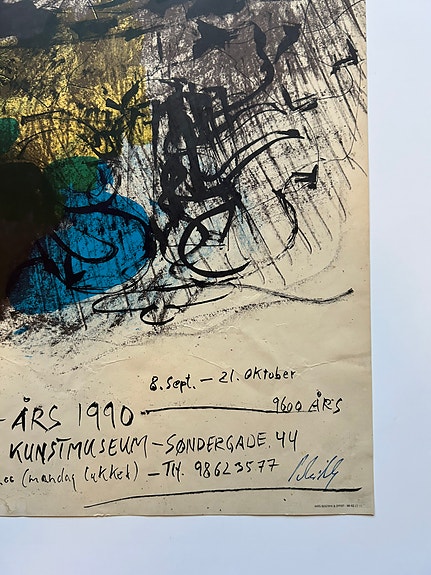 8. Sept. – 21. Oktober
-ÅRS 1990 9600 ÅRS
KUNSTMUSEUM – SØNDERGADE. 44
(mandag lukket) – Tlf. 98623577